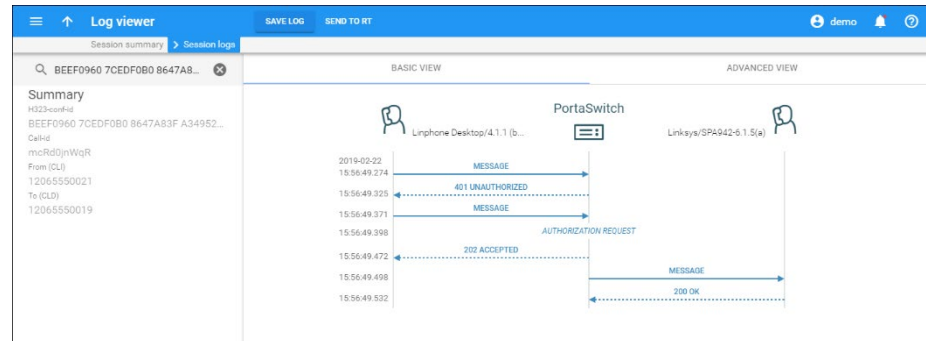 Log viewer
SAVE LOG
SEND TO RT
demo
Session summary
Session logs
BEEF0960 7CEDF0B0 8647A8...
BASIC VIEW
ADVANCED VIEW
Summary
H323-conf-id
BEEF0960 7CEDF0B0 8647A83F A34952...
Call-id
mcRd0jnWqR
From (CLI)
12065550021
To (CLD)
12065550019
PortaSwitch
Linphone Desktop/4.1.1 (b...
Linksys/SPA942-6.1.5(a)
2019-02-22
15:56:49.274
MESSAGE
15:56:49.325
401 UNAUTHORIZED
15:56:49.371
MESSAGE
15:56:49.398
AUTHORIZATION REQUEST
15:56:49.472
202 ACCEPTED
15:56:49.498
MESSAGE
15:56:49.532
200 OK